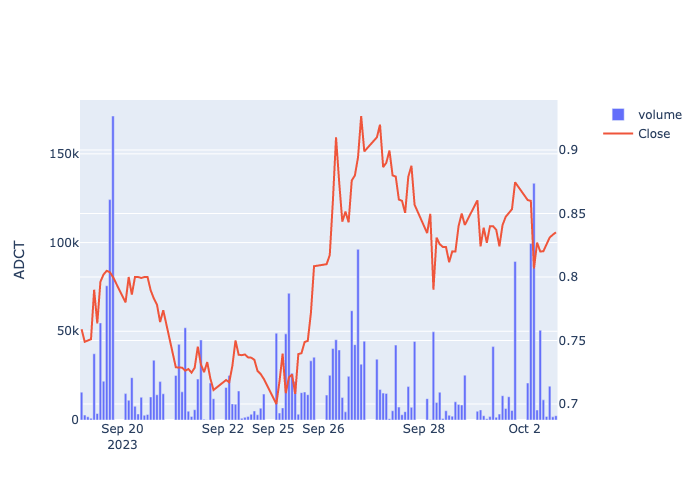 volume
Close
ADCT
150k
100k
50k
0
0.9
0.85
0.8
0.75
0.7
Sep 20
2023
Sep 22
Sep 25
Sep 26
Sep 28
Oct 2